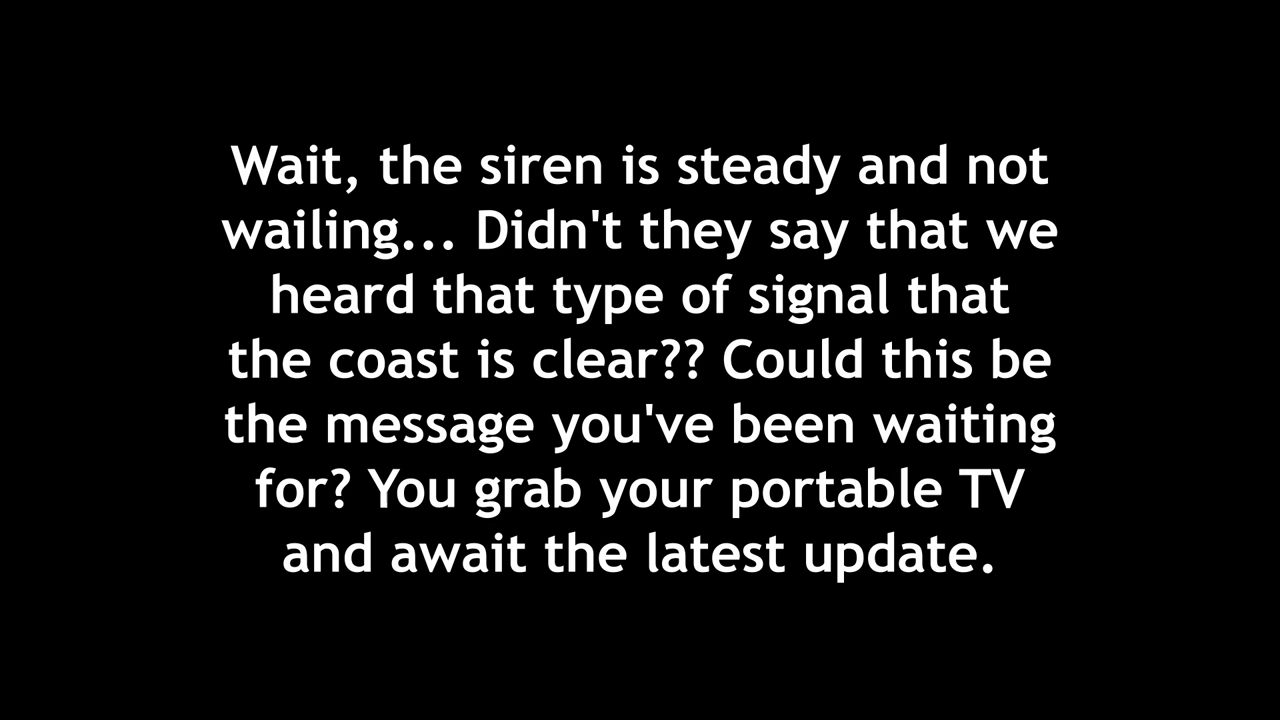 Wait, the siren is steady and not
wailing... Didn't they say that we
heard that type of signal that
the coast is clear?? Could this be
the message you've been waiting
for? You grab your portable TV
and await the latest update.